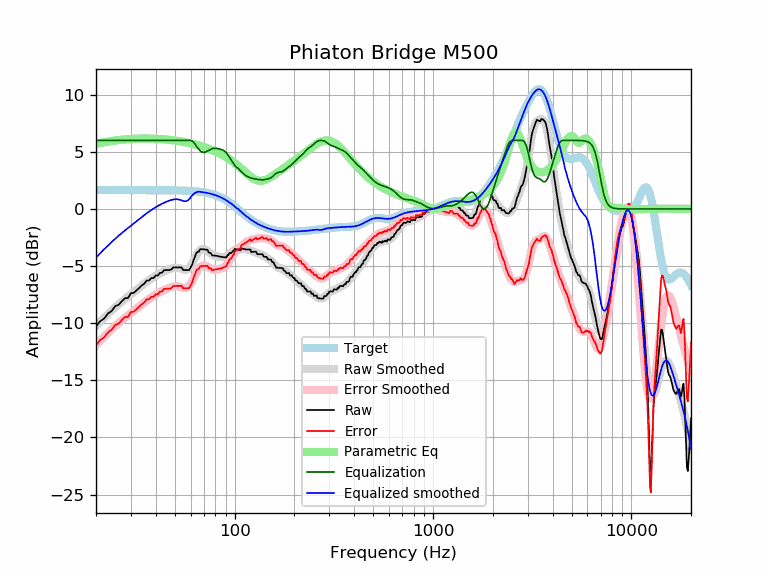 Phiaton Bridge M500
Amplitude (dBr)
10
5
0
−5
−10
−15
−20
−25
Target
Raw Smoothed
Error Smoothed
Raw
Error
Parametric Eq
Equalization
Equalized smoothed
100 1000 10000
Frequency (Hz)